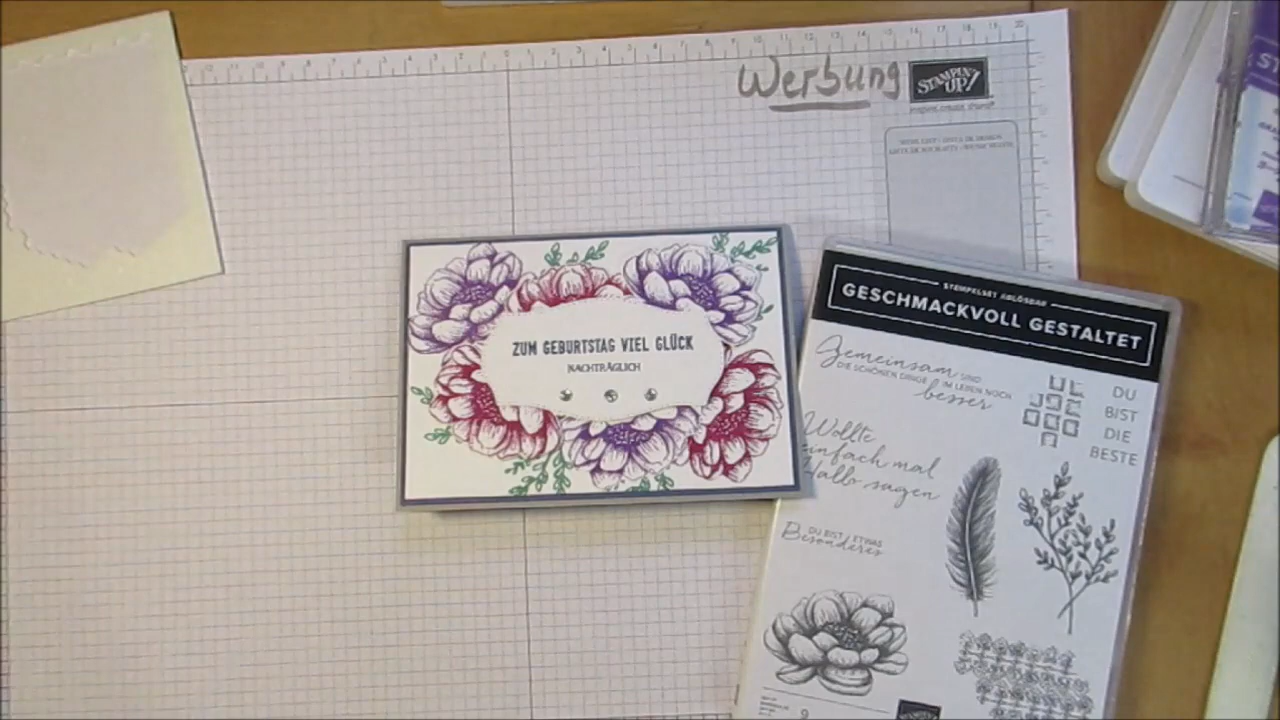 Werbung
STAMPIN' UP!
ZUM GEBURTSTAG VIEL GLÜCK
NACHTRÄGLICH
STEMPELSET ABLÖSBAR
GESCHMACKVOLL GESTALTET
Gemeinsam SIND
DIE SCHÖNEN DINGE IM LEBEN NOCH
besser
DU
BIST
DIE
BESTE
Wollte
einfach mal
Hallo sagen
DU BIST ETWAS
Besonderes
9